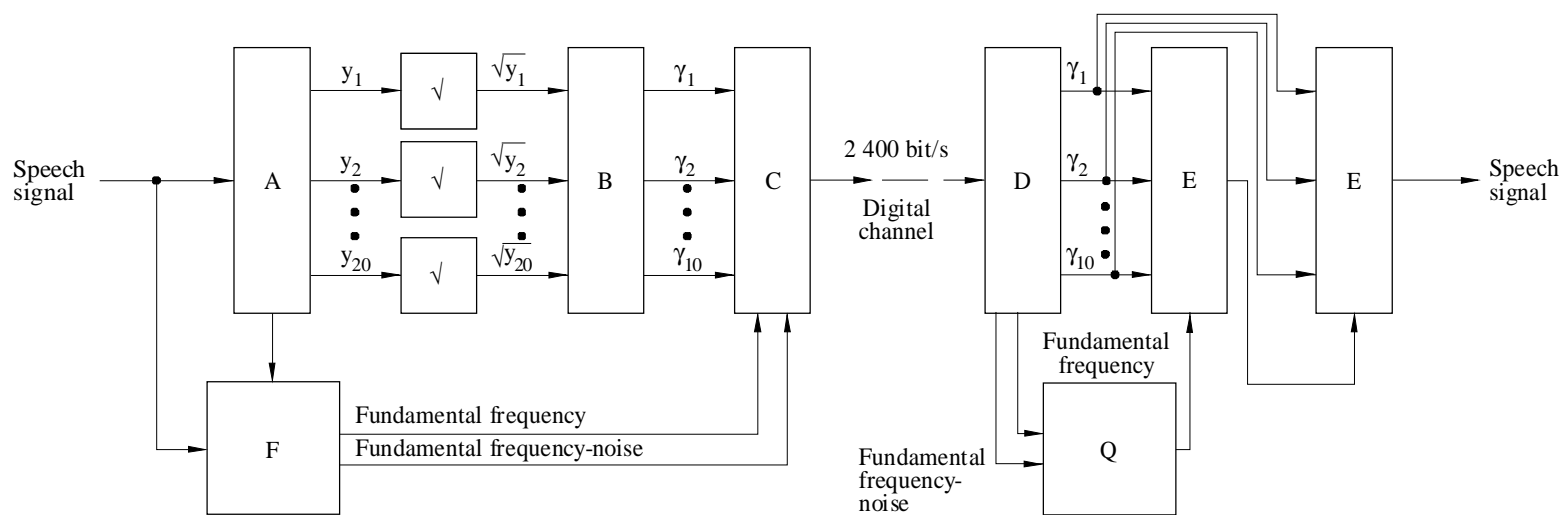 Speech
signal
A
y1
y2
y20
√
√
√
√y1
√y2
√y20
B
γ1
γ2
γ10
C
2 400 bit/s
Digital
channel
D
γ1
γ2
γ10
E
E
Speech
signal
F
Fundamental frequency
Fundamental frequency-noise
Fundamental
frequency
Fundamental
frequency-
noise
Q